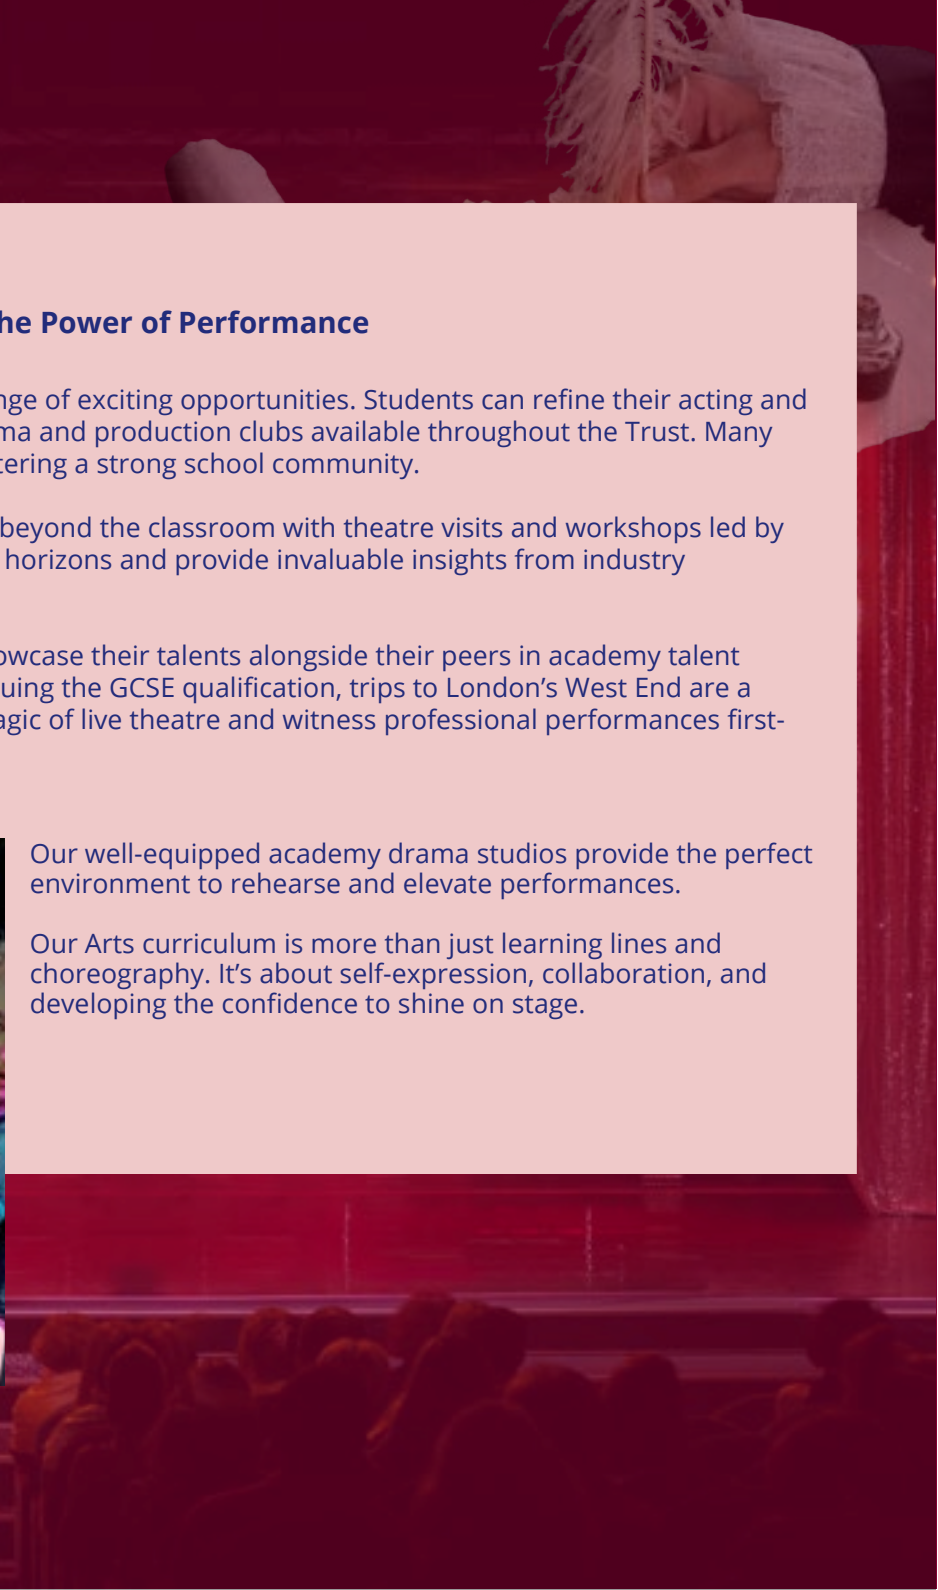 he Power of Performance
nge of exciting opportunities. Students can refine their acting and
ma and production clubs available throughout the Trust. Many
tering a strong school community.
beyond the classroom with theatre visits and workshops led by
horizons and provide invaluable insights from industry
owcase their talents alongside their peers in academy talent
uing the GCSE qualification, trips to London’s West End are a
agic of live theatre and witness professional performances first-
Our well-equipped academy drama studios provide the perfect
environment to rehearse and elevate performances.
Our Arts curriculum is more than just learning lines and
choreography. It’s about self-expression, collaboration, and
developing the confidence to shine on stage.